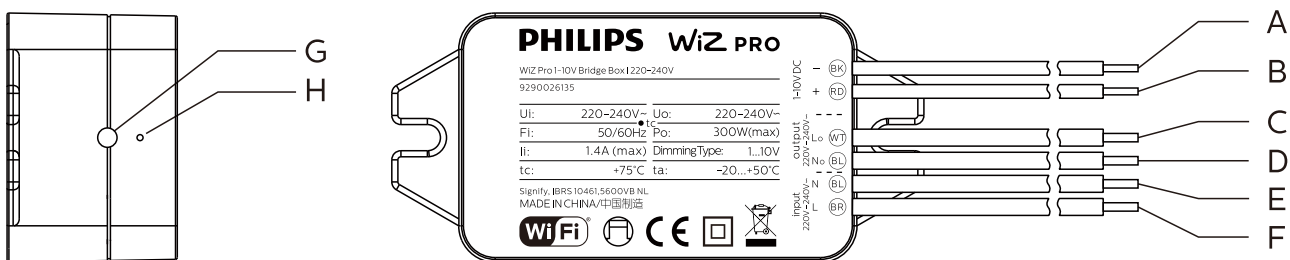 G
H
PHILIPS WiZ PRO
WiZ Pro 1-10V Bridge Box I 220-240V
9290026135
Ui: 220-240V~ Uo: 220-240V~
tc
Fi: 50/60Hz Po: 300W(max)
Ii: 1.4A (max) DimmingType: 1...10V
tc: +75°C ta: -20...+50°C
Signify, IBRS 10461,5600VB NL
MADE IN CHINA/中国制造
WiFi CE
1-10V DC
- BK
+ RD
output
220V-240V~
Lo WT
No BL
input
220V-240V~
N BL
L BR
A
B
C
D
E
F